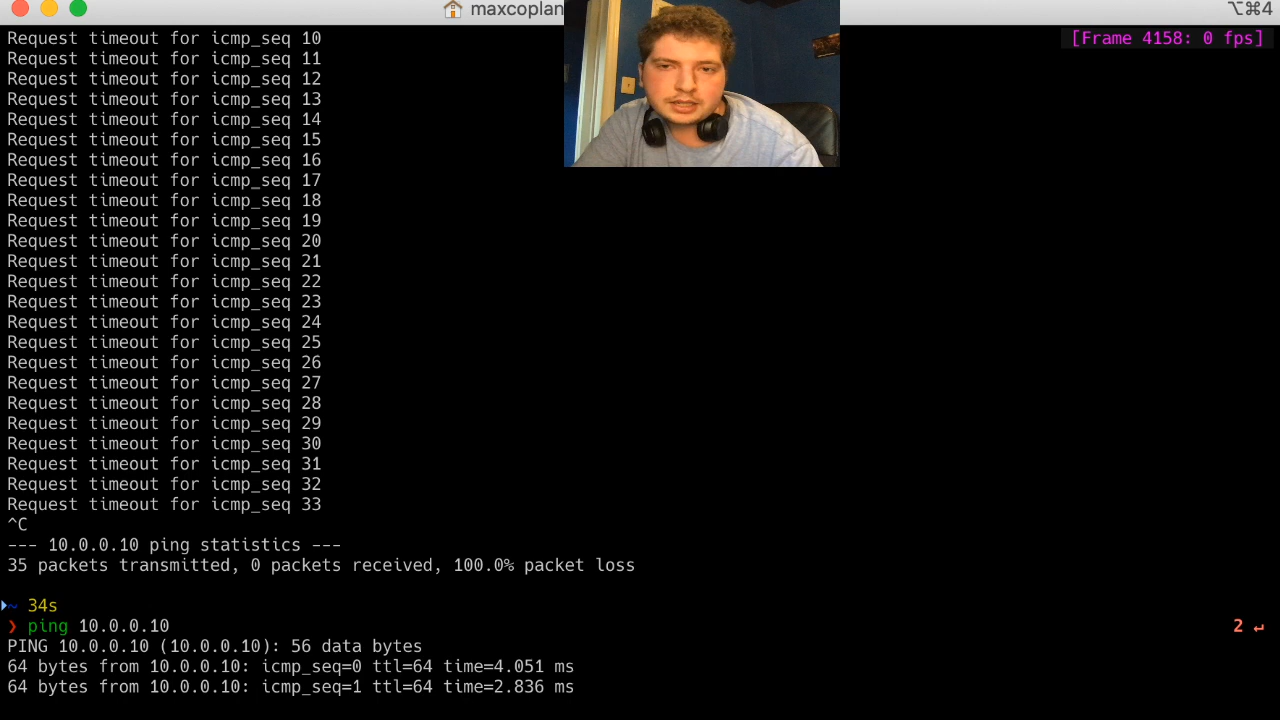 maxcoplan
⌥⌘4
Request timeout for icmp_seq 10
[Frame 4158: 0 fps]
Request timeout for icmp_seq 11
Request timeout for icmp_seq 12
Request timeout for icmp_seq 13
Request timeout for icmp_seq 14
Request timeout for icmp_seq 15
Request timeout for icmp_seq 16
Request timeout for icmp_seq 17
Request timeout for icmp_seq 18
Request timeout for icmp_seq 19
Request timeout for icmp_seq 20
Request timeout for icmp_seq 21
Request timeout for icmp_seq 22
Request timeout for icmp_seq 23
Request timeout for icmp_seq 24
Request timeout for icmp_seq 25
Request timeout for icmp_seq 26
Request timeout for icmp_seq 27
Request timeout for icmp_seq 28
Request timeout for icmp_seq 29
Request timeout for icmp_seq 30
Request timeout for icmp_seq 31
Request timeout for icmp_seq 32
Request timeout for icmp_seq 33
^C
--- 10.0.0.10 ping statistics ---
35 packets transmitted, 0 packets received, 100.0% packet loss
~ 34s
❯ ping 10.0.0.10
2 ↵
PING 10.0.0.10 (10.0.0.10): 56 data bytes
64 bytes from 10.0.0.10: icmp_seq=0 ttl=64 time=4.051 ms
64 bytes from 10.0.0.10: icmp_seq=1 ttl=64 time=2.836 ms